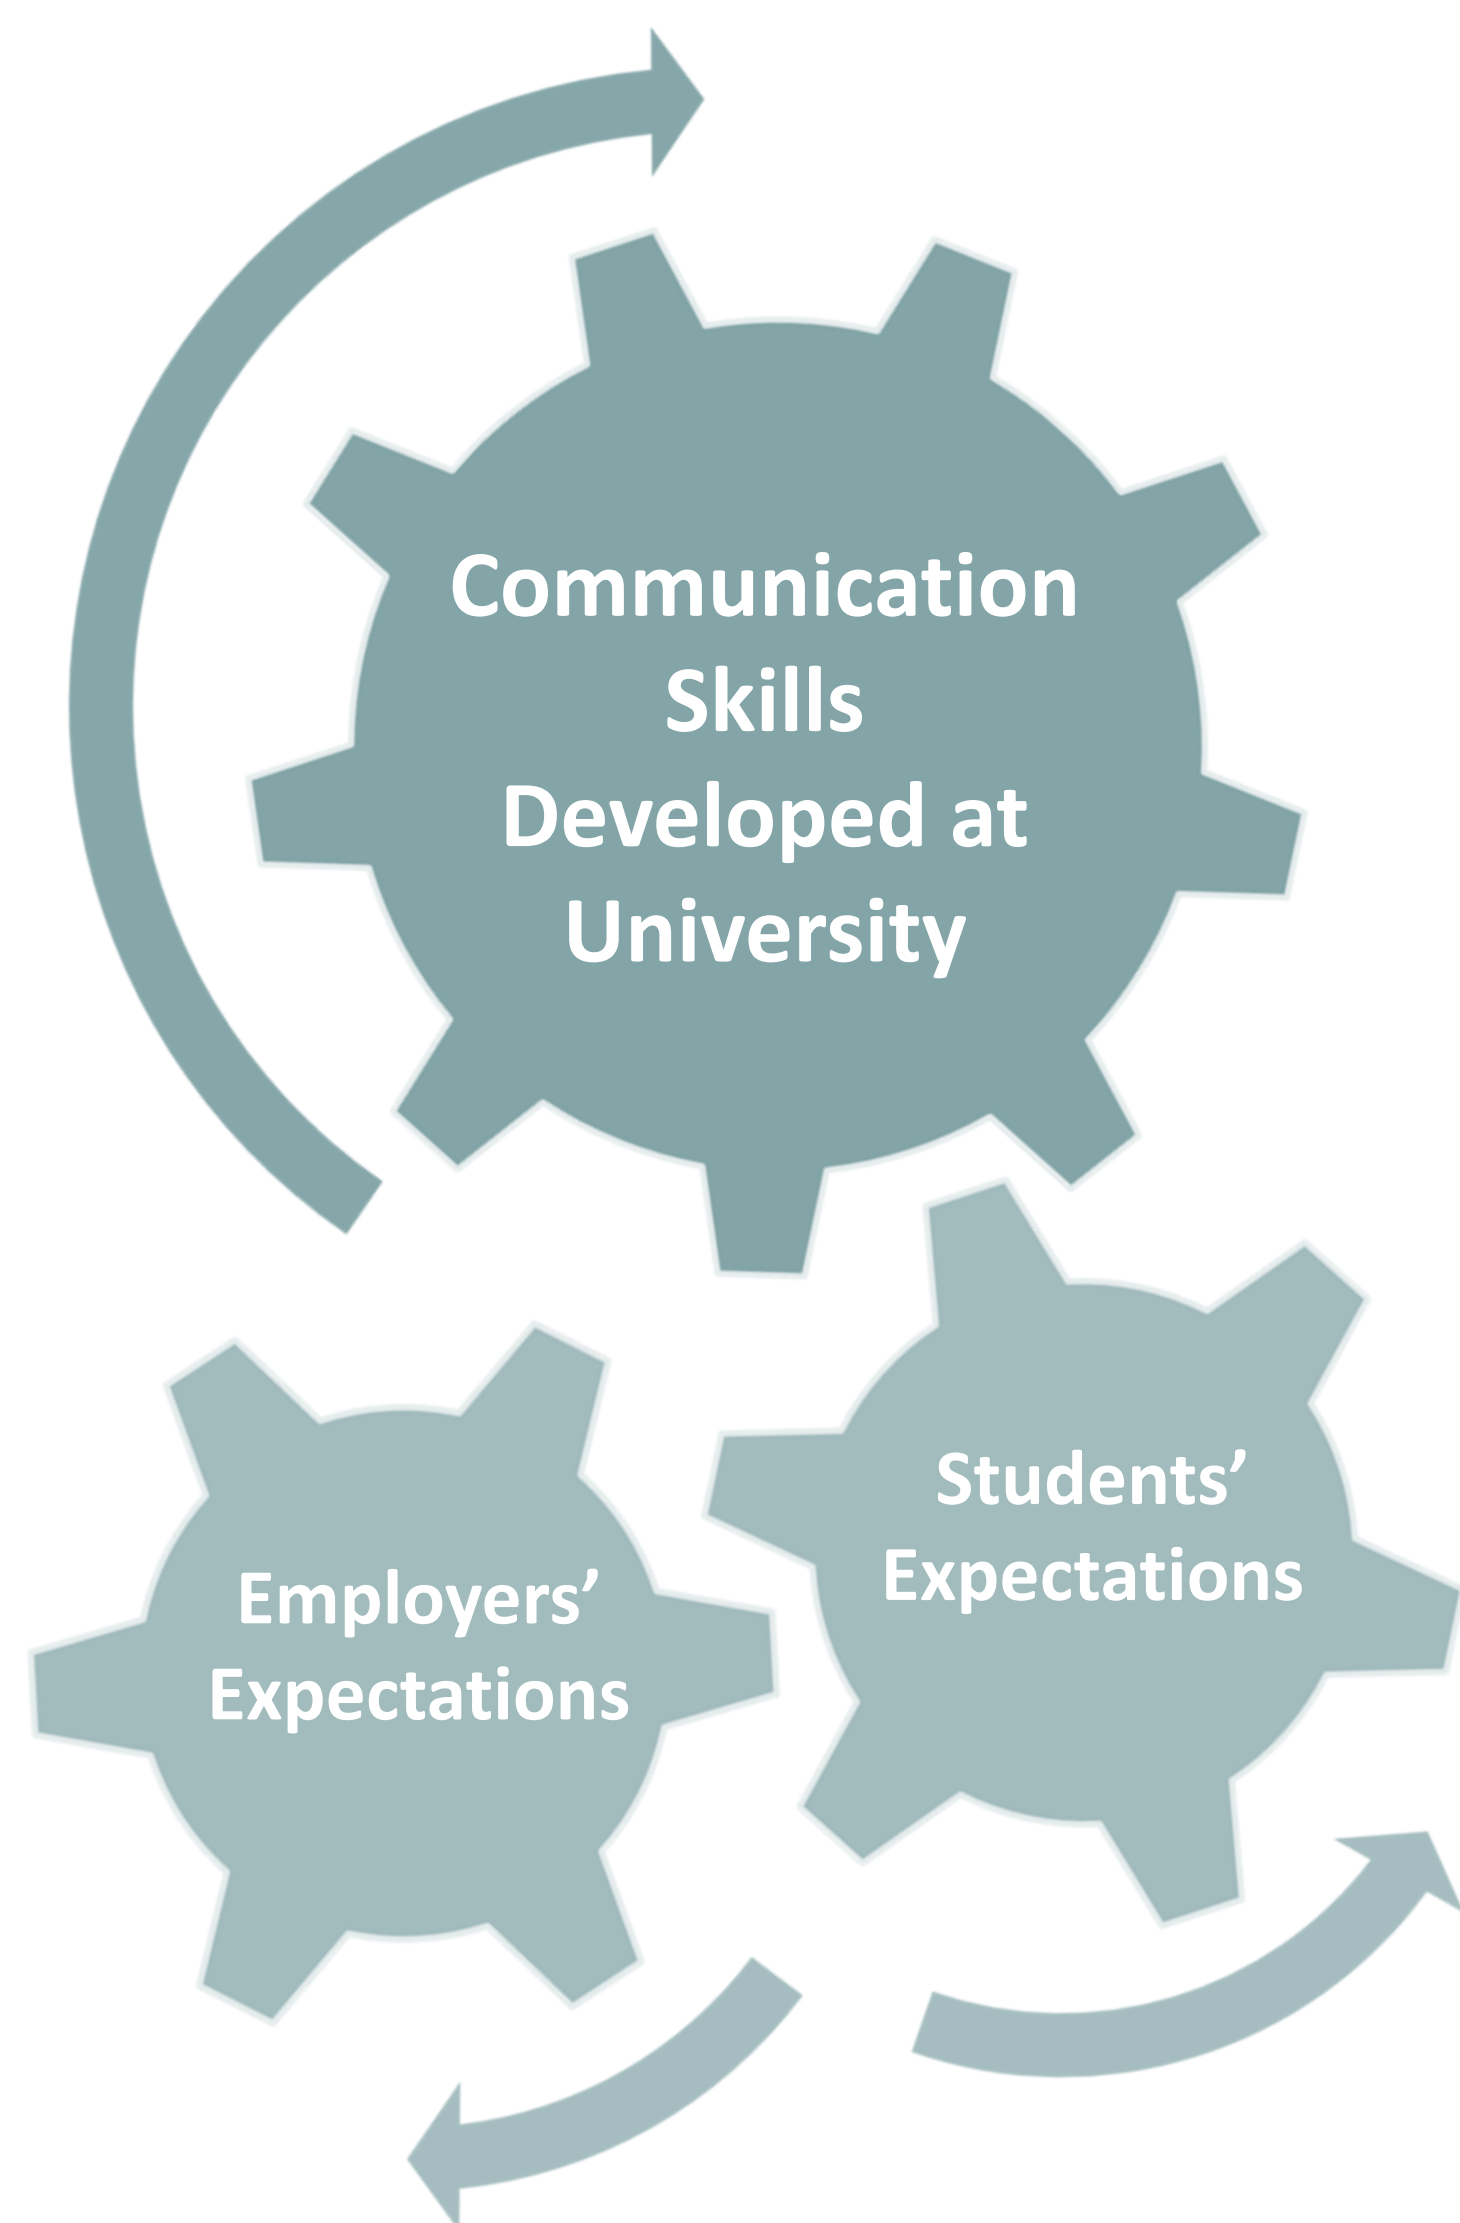 Communication
Skills
Developed at
University
Students’
Expectations
Employers’
Expectations